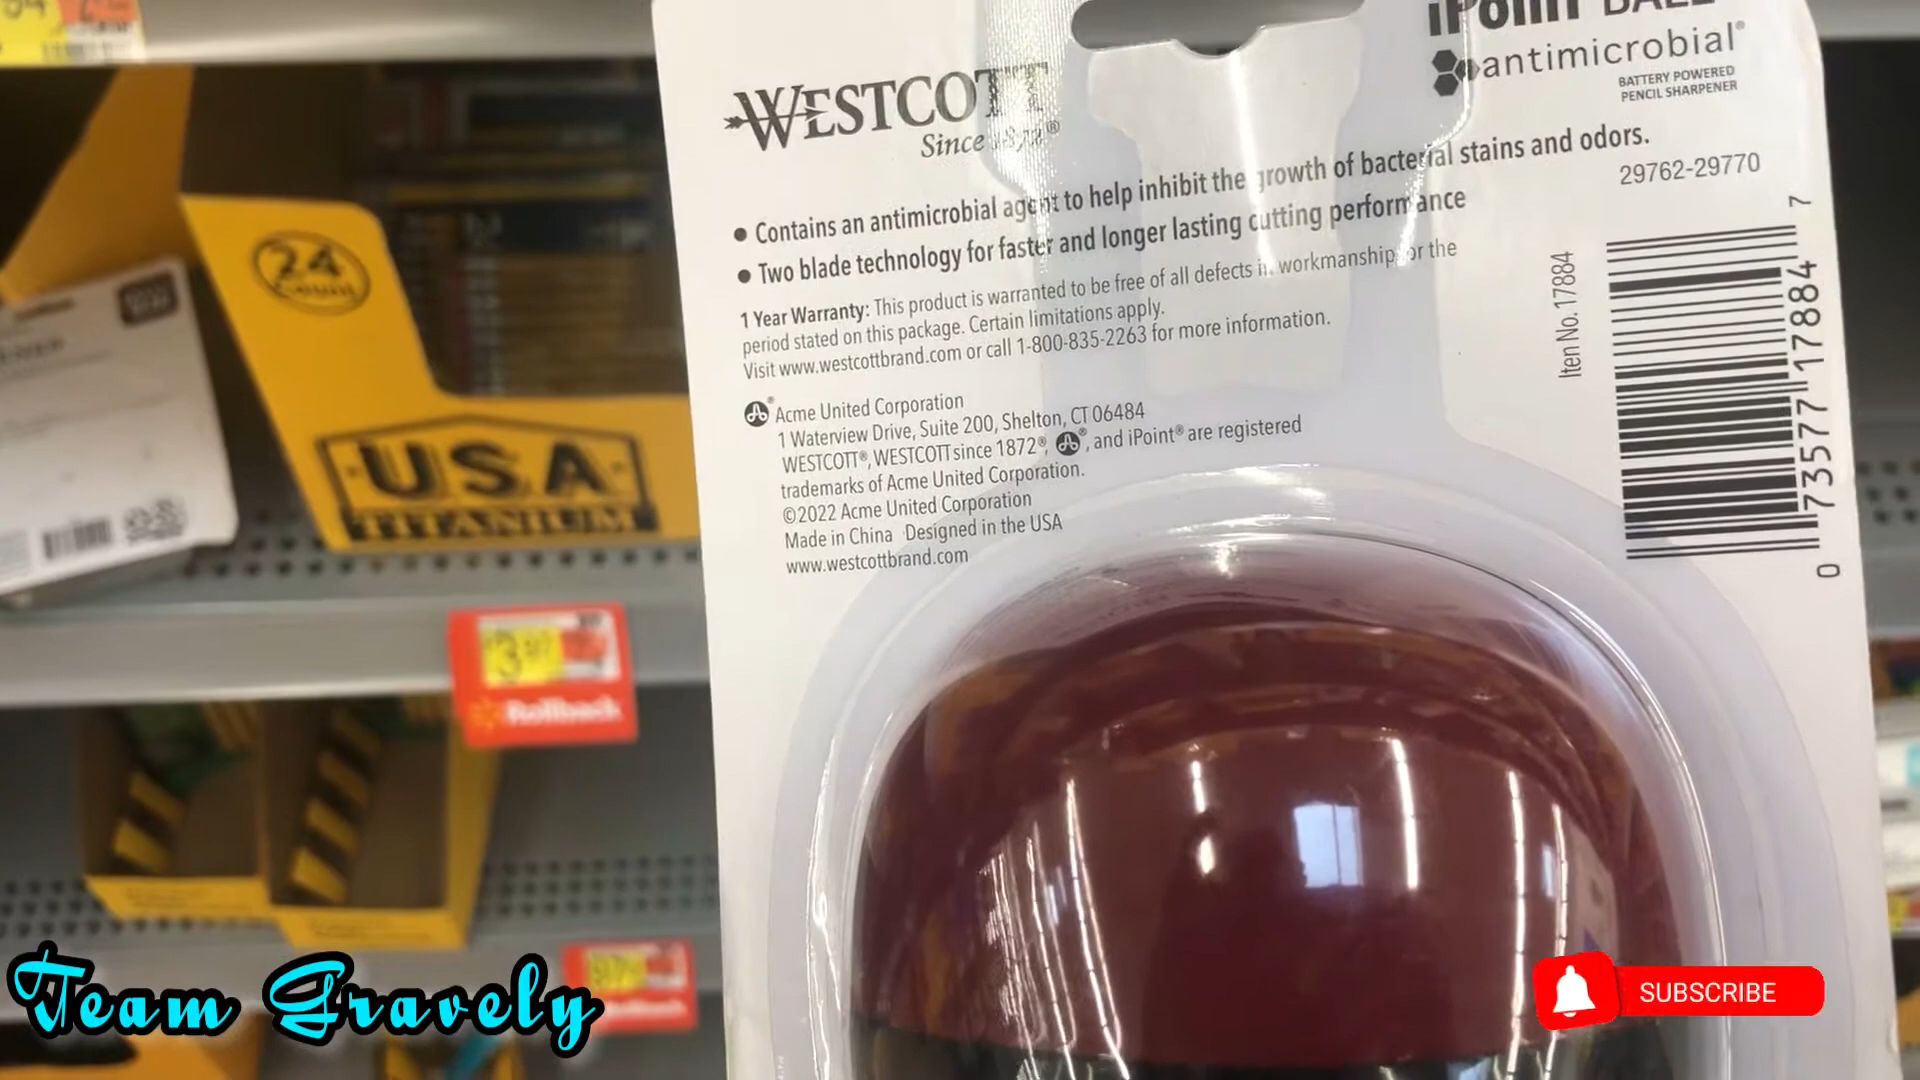 WESTCOTT
Since 1872®
iPoint BALL
antimicrobial®
BATTERY POWERED
PENCIL SHARPENER
• Contains an antimicrobial agent to help inhibit the growth of bacterial stains and odors.
• Two blade technology for faster and longer lasting cutting performance
29762-29770
1 Year Warranty: This product is warranted to be free of all defects in workmanship for the
period stated on this package. Certain limitations apply.
Visit www.westcottbrand.com or call 1-800-835-2263 for more information.
Acme United Corporation
1 Waterview Drive, Suite 200, Shelton, CT 06484
WESTCOTT®, WESTCOTT since 1872®, ®, and iPoint® are registered
trademarks of Acme United Corporation.
©2022 Acme United Corporation
Made in China Designed in the USA
www.westcottbrand.com
Item No. 17884
0 73577 17884 7
24
Count
USA
TITANIUM
Rollback
Team Gravely
SUBSCRIBE